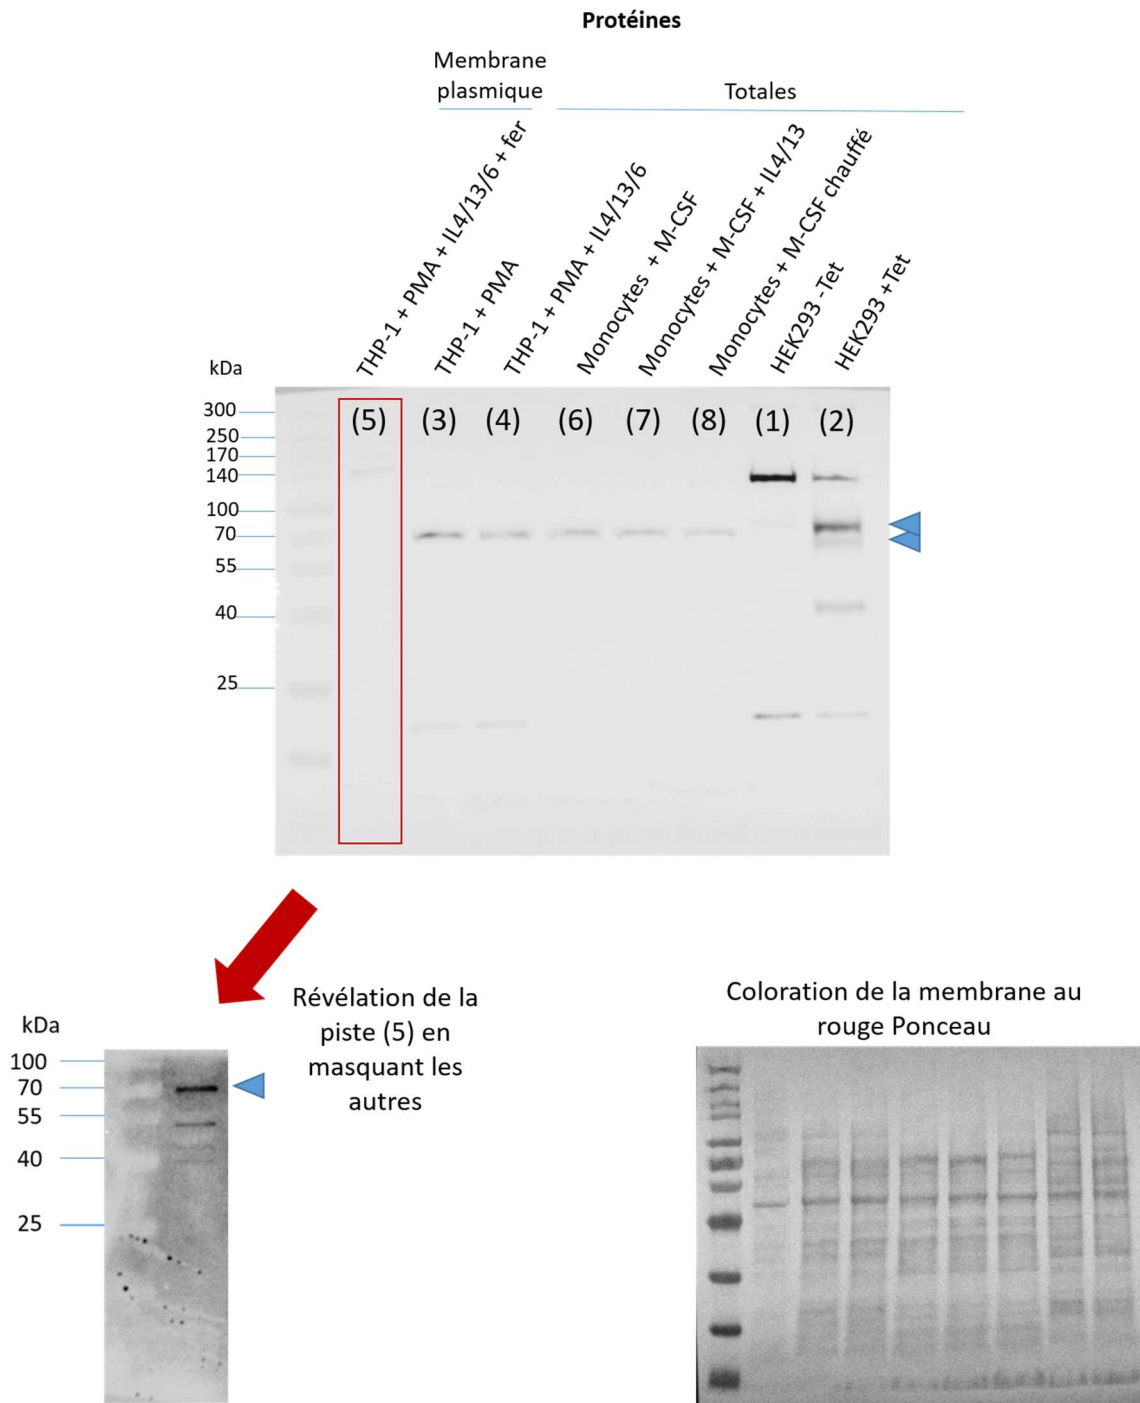 Protéines
Membrane
plasmique
Totales
THP-1 + PMA + IL4/13/6 + fer
THP-1 + PMA
THP-1 + PMA + IL4/13/6
Monocytes + M-CSF
Monocytes + M-CSF + IL4/13
Monocytes + M-CSF chauffé
HEK293 -Tet
HEK293 +Tet
kDa
(5) (3) (4) (6) (7) (8) (1) (2)
300
250
170
140
100
70
55
40
25
Révélation de la
piste (5) en
masquant les
autres
kDa
100
70
55
40
25
Coloration de la membrane au
rouge Ponceau